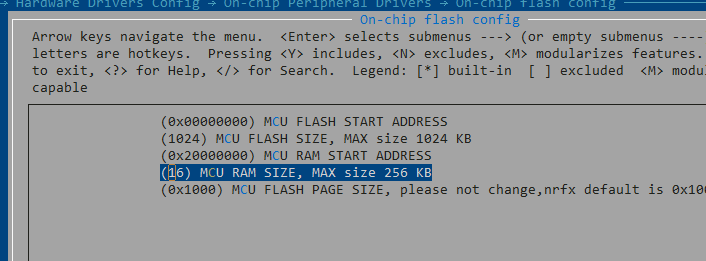 → Hardware Drivers Config → On-chip Peripheral Drivers → On-chip flash config
On-chip flash config
Arrow keys navigate the menu. <Enter> selects submenus ---> (or empty submenus ----
letters are hotkeys. Pressing <Y> includes, <N> excludes, <M> modularizes features.
to exit, <?> for Help, </> for Search. Legend: [*] built-in [ ] excluded <M> modu
capable
(0x00000000) MCU FLASH START ADDRESS
(1024) MCU FLASH SIZE, MAX size 1024 KB
(0x20000000) MCU RAM START ADDRESS
(16) MCU RAM SIZE, MAX size 256 KB
(0x1000) MCU FLASH PAGE SIZE, please not change,nrfx default is 0x100